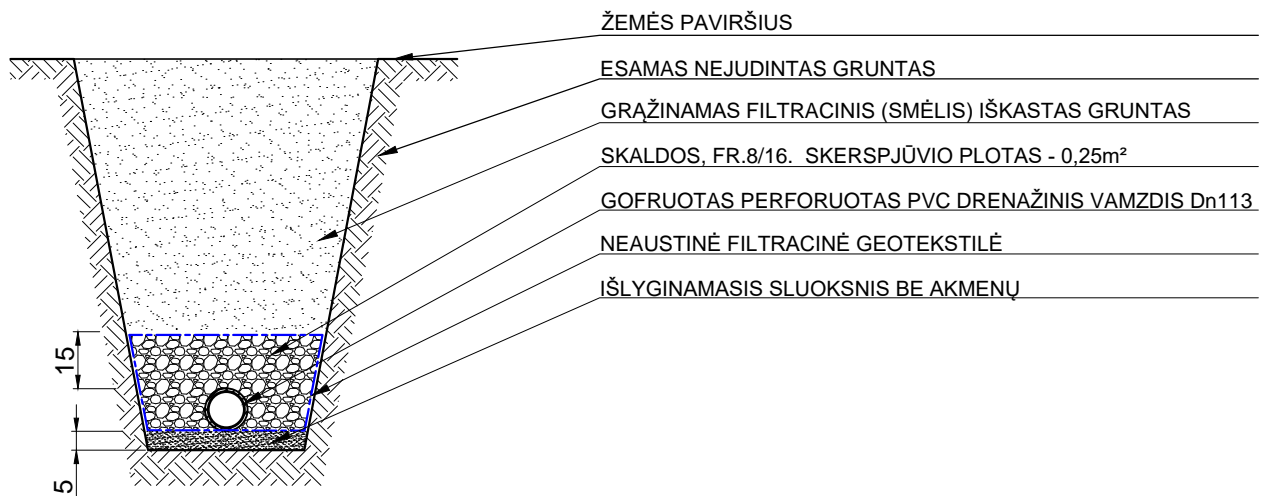 ŽEMĖS PAVIRŠIUS
ESAMAS NEJUDINTAS GRUNTAS
GRĄŽINAMAS FILTRACINIS (SMĖLIS) IŠKASTAS GRUNTAS
SKALDOS, FR.8/16. SKERSPJŪVIO PLOTAS - 0,25m²
GOFRUOTAS PERFORUOTAS PVC DRENAŽINIS VAMZDIS Dn113
NEAUSTINĖ FILTRACINĖ GEOTEKSTILĖ
IŠLYGINAMASIS SLUOKSNIS BE AKMENŲ
15
5